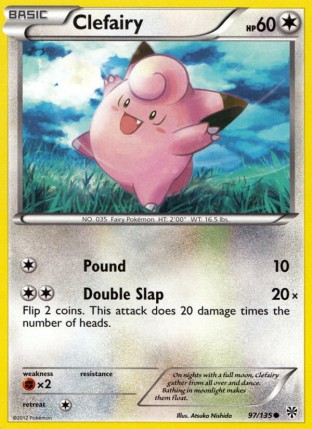 BASIC
Clefairy
HP60
NO. 035 Fairy Pokémon HT: 2'00" WT: 16.5 lbs.
Pound 10
Double Slap 20×
Flip 2 coins. This attack does 20 damage times the
number of heads.
weakness resistance
×2
retreat
On nights with a full moon, Clefairy
gather from all over and dance.
Bathing in moonlight makes
them float.
©2012 Pokémon
Illus. Atsuko Nishida
97/135